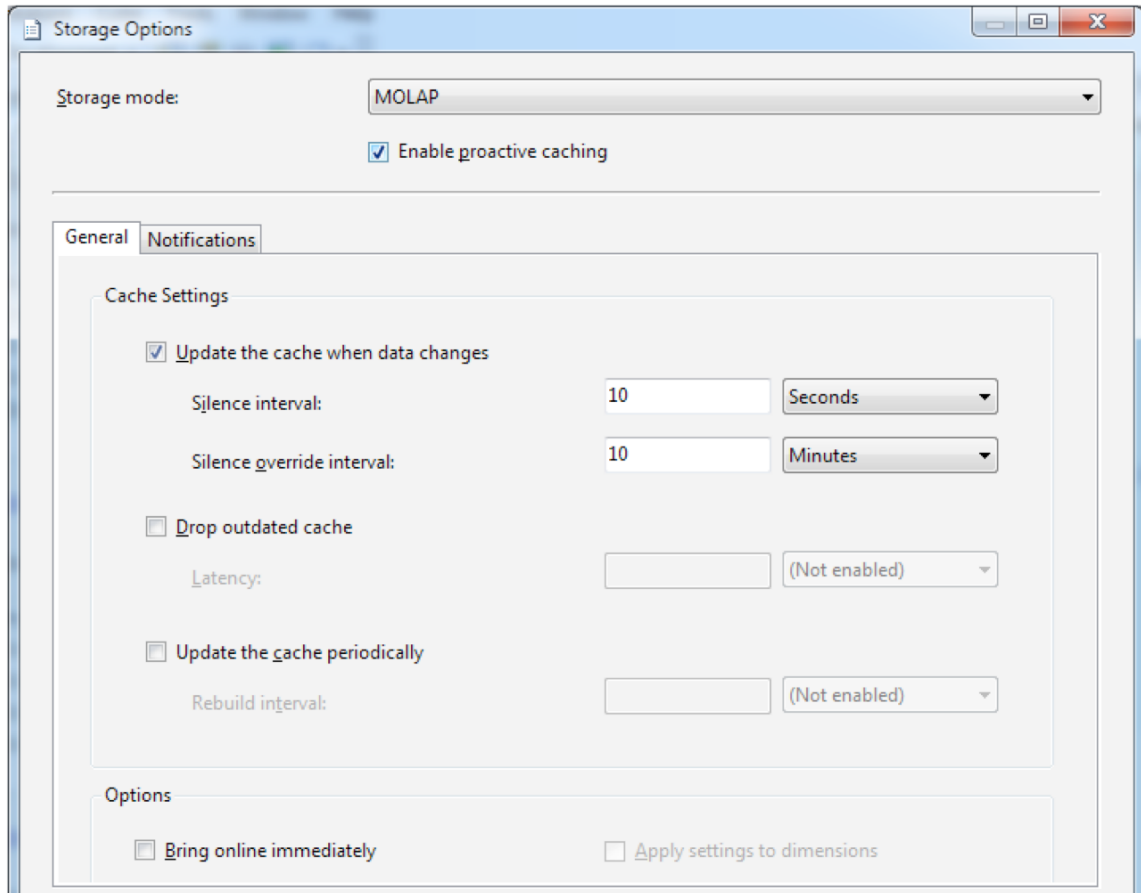 Storage Options
Storage mode: MOLAP
Enable proactive caching
General Notifications
Cache Settings
Update the cache when data changes
Silence interval: 10 Seconds
Silence override interval: 10 Minutes
Drop outdated cache
Latency: (Not enabled)
Update the cache periodically
Rebuild interval: (Not enabled)
Options
Bring online immediately Apply settings to dimensions